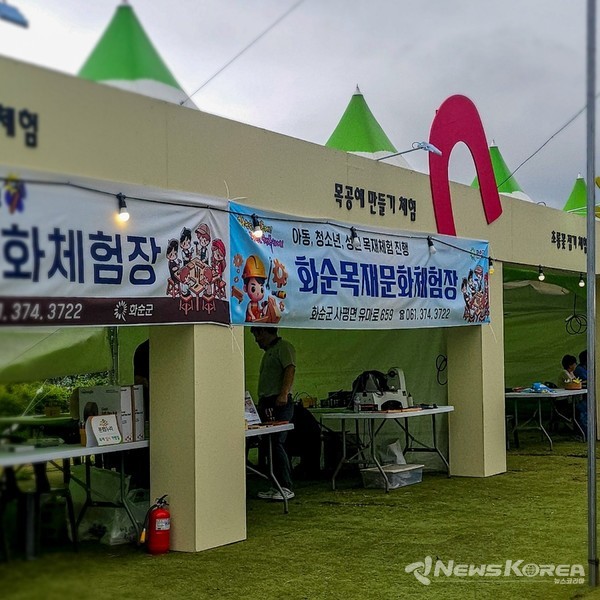 체험
목공예 만들기 체험
화체험장
374. 3722
화순군
아동, 청소년, 성인 목재체험 진행
화순목재문화체험장
화순군 사평면 유마로 659 ☎ 061. 374. 3722
NEWSKOREA
뉴스코리아